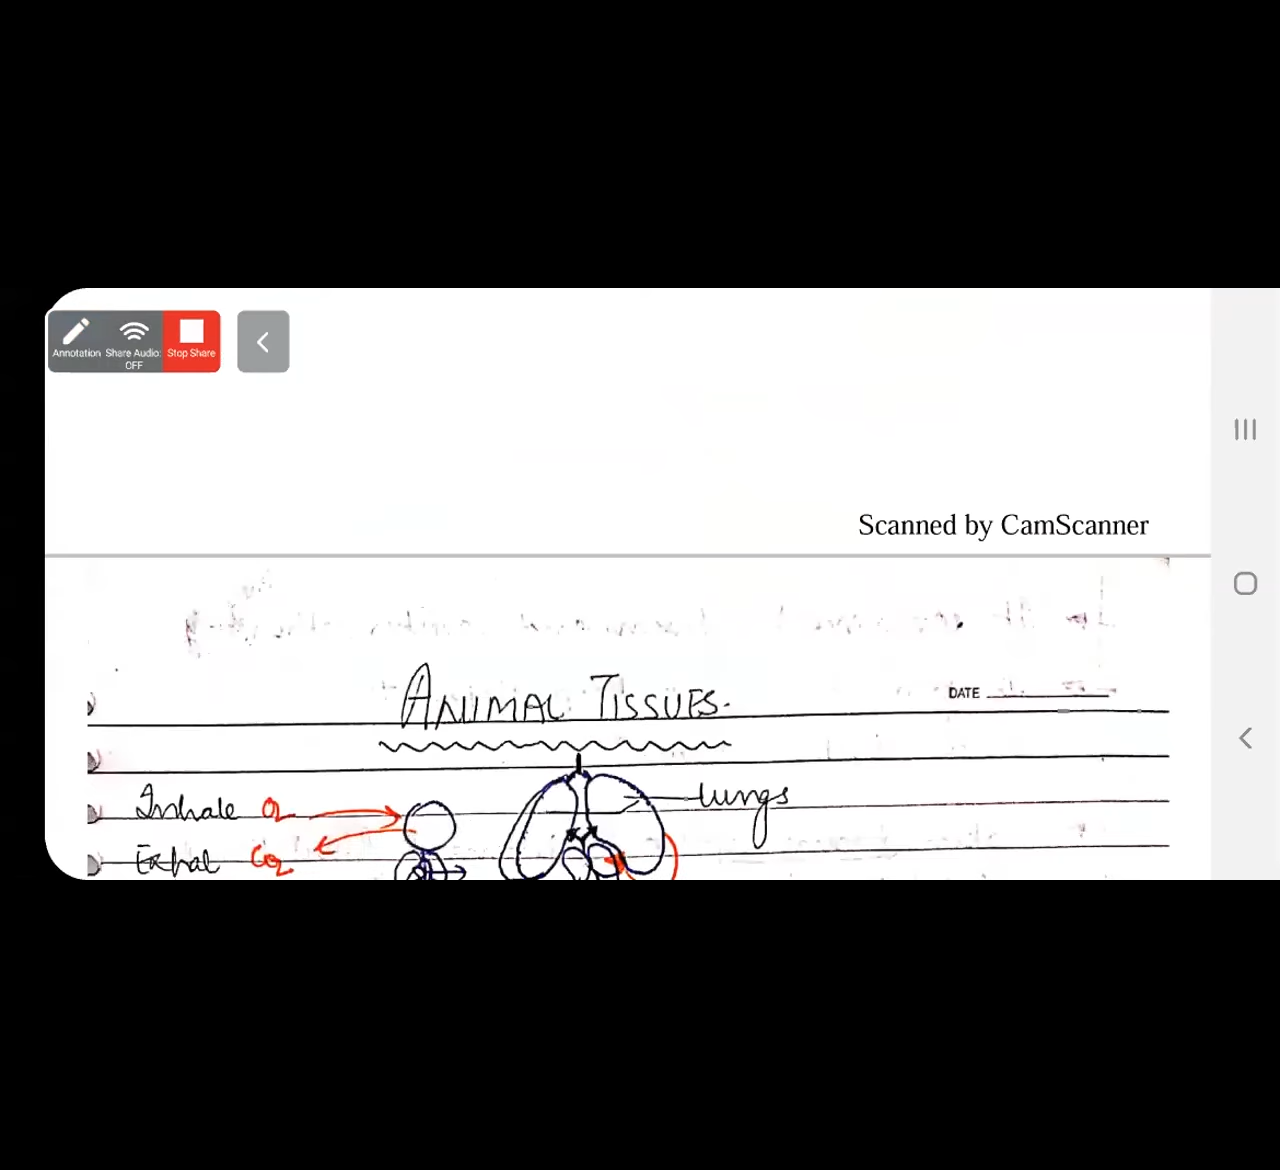 Annotation Share Audio: Stop Share
OFF
Scanned by CamScanner
ANIMAL TISSUES.
DATE
Inhale O2
lungs
Exhal CO2